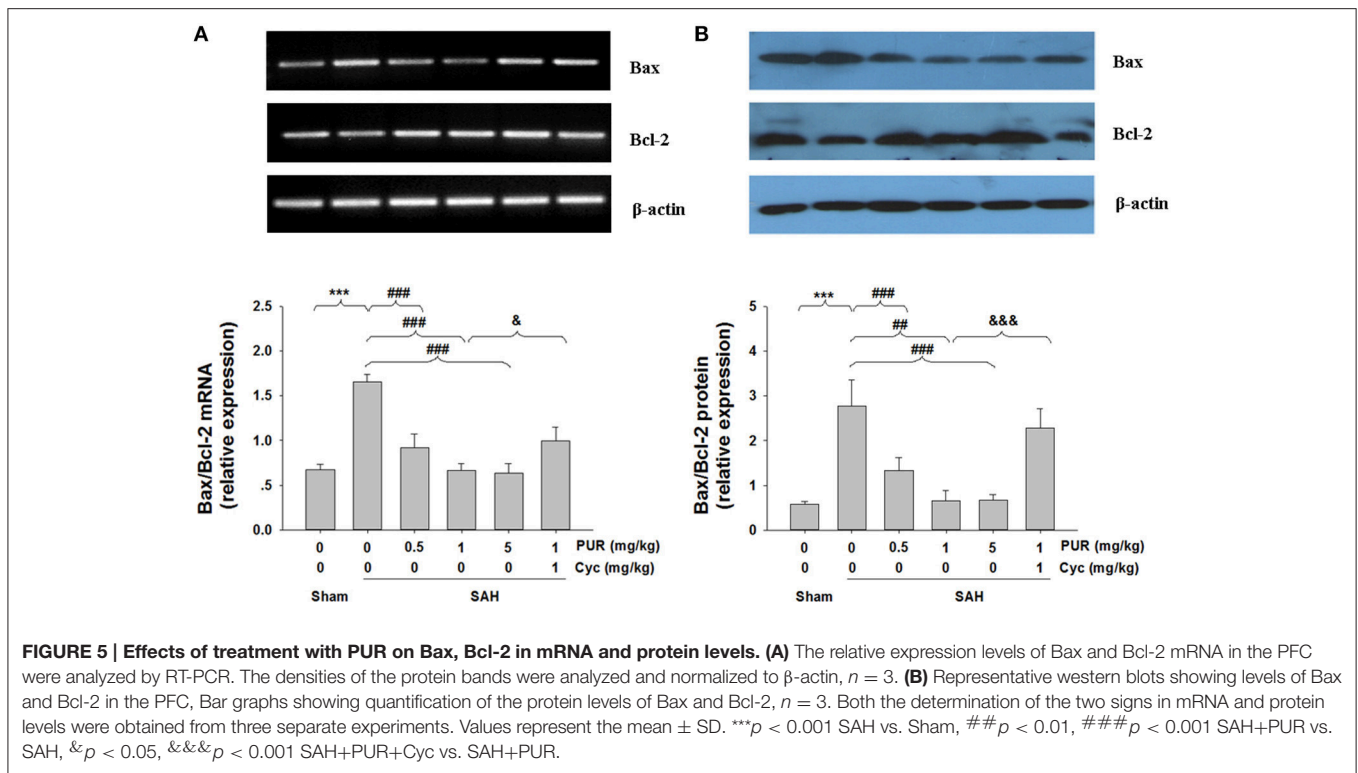 A
Bax
Bcl-2
β-actin
B
Bax
Bcl-2
β-actin
Bax/Bcl-2 mRNA
(relative expression)
2.5
2.0
1.5
1.0
.5
0.0
***
###
###
###
&
0 0 0.5 1 5 1 PUR (mg/kg)
0 0 0 0 0 1 Cyc (mg/kg)
Sham SAH
Bax/Bcl-2 protein
(relative expression)
5
4
3
2
1
0
***
###
##
###
&&&
0 0 0.5 1 5 1 PUR (mg/kg)
0 0 0 0 0 1 Cyc (mg/kg)
Sham SAH
FIGURE 5 | Effects of treatment with PUR on Bax, Bcl-2 in mRNA and protein levels. (A) The relative expression levels of Bax and Bcl-2 mRNA in the PFC
were analyzed by RT-PCR. The densities of the protein bands were analyzed and normalized to β-actin, n = 3. (B) Representative western blots showing levels of Bax
and Bcl-2 in the PFC, Bar graphs showing quantification of the protein levels of Bax and Bcl-2, n = 3. Both the determination of the two signs in mRNA and protein
levels were obtained from three separate experiments. Values represent the mean ± SD. ***p < 0.001 SAH vs. Sham, ##p < 0.01, ###p < 0.001 SAH+PUR vs.
SAH, &p < 0.05, &&&p < 0.001 SAH+PUR+Cyc vs. SAH+PUR.